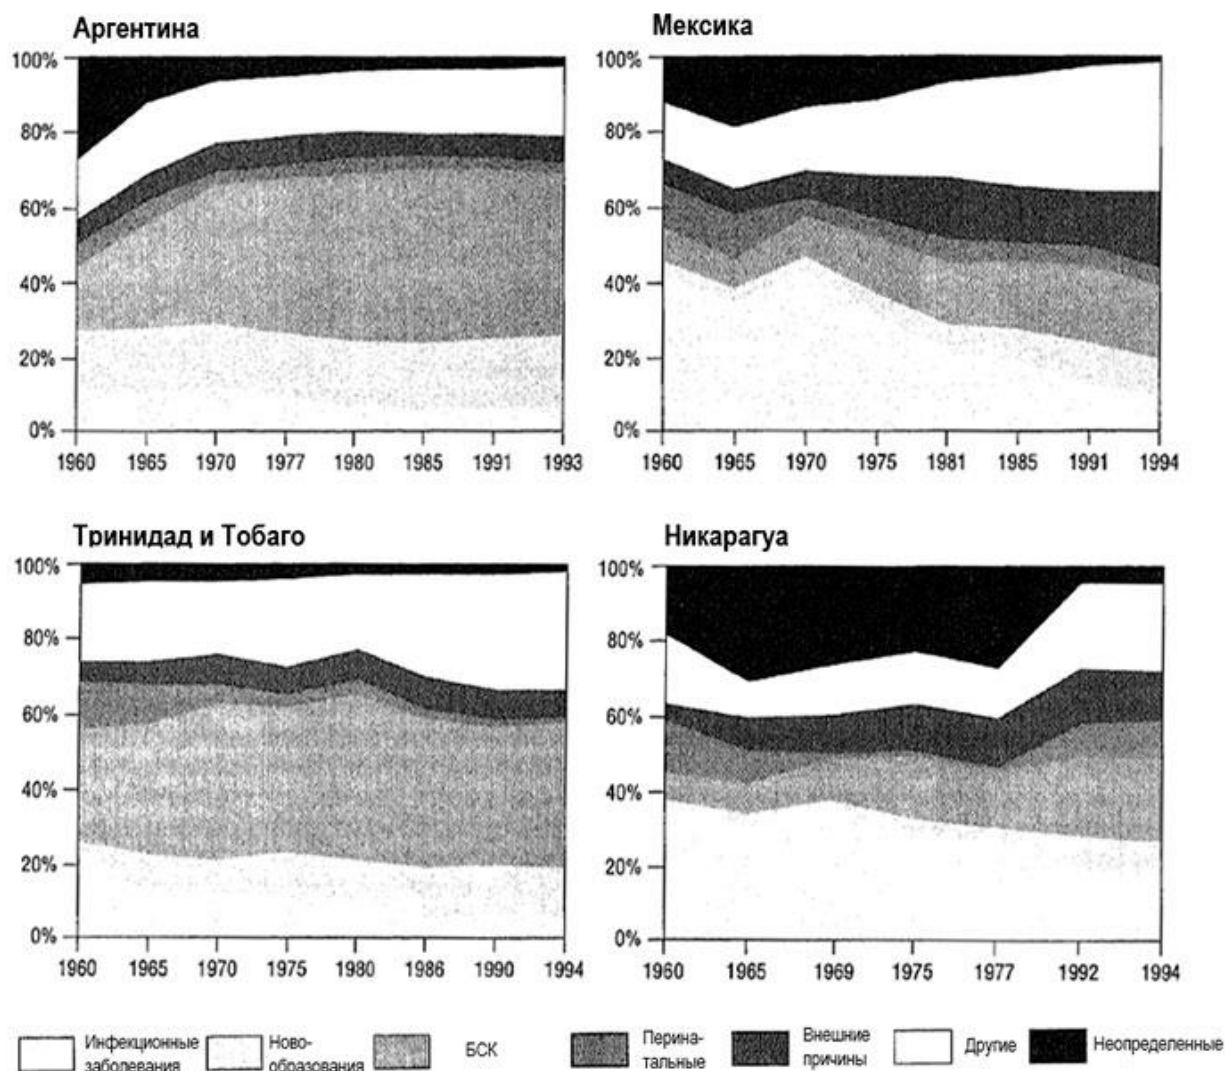 Аргентина
100%
80%
60%
40%
20%
0%
1960 1965 1970 1977 1980 1985 1991 1993
Мексика
100%
80%
60%
40%
20%
0%
1960 1965 1970 1975 1981 1985 1991 1994
Тринидад и Тобаго
100%
80%
60%
40%
20%
0%
1960 1965 1970 1975 1980 1986 1990 1994
Никарагуа
100%
80%
60%
40%
20%
0%
1960 1965 1969 1975 1977 1992 1994
Инфекционные
заболевания
Ново-
образования
БСК
Перина-
тальные
Внешние
причины
Другие
Неопределенные